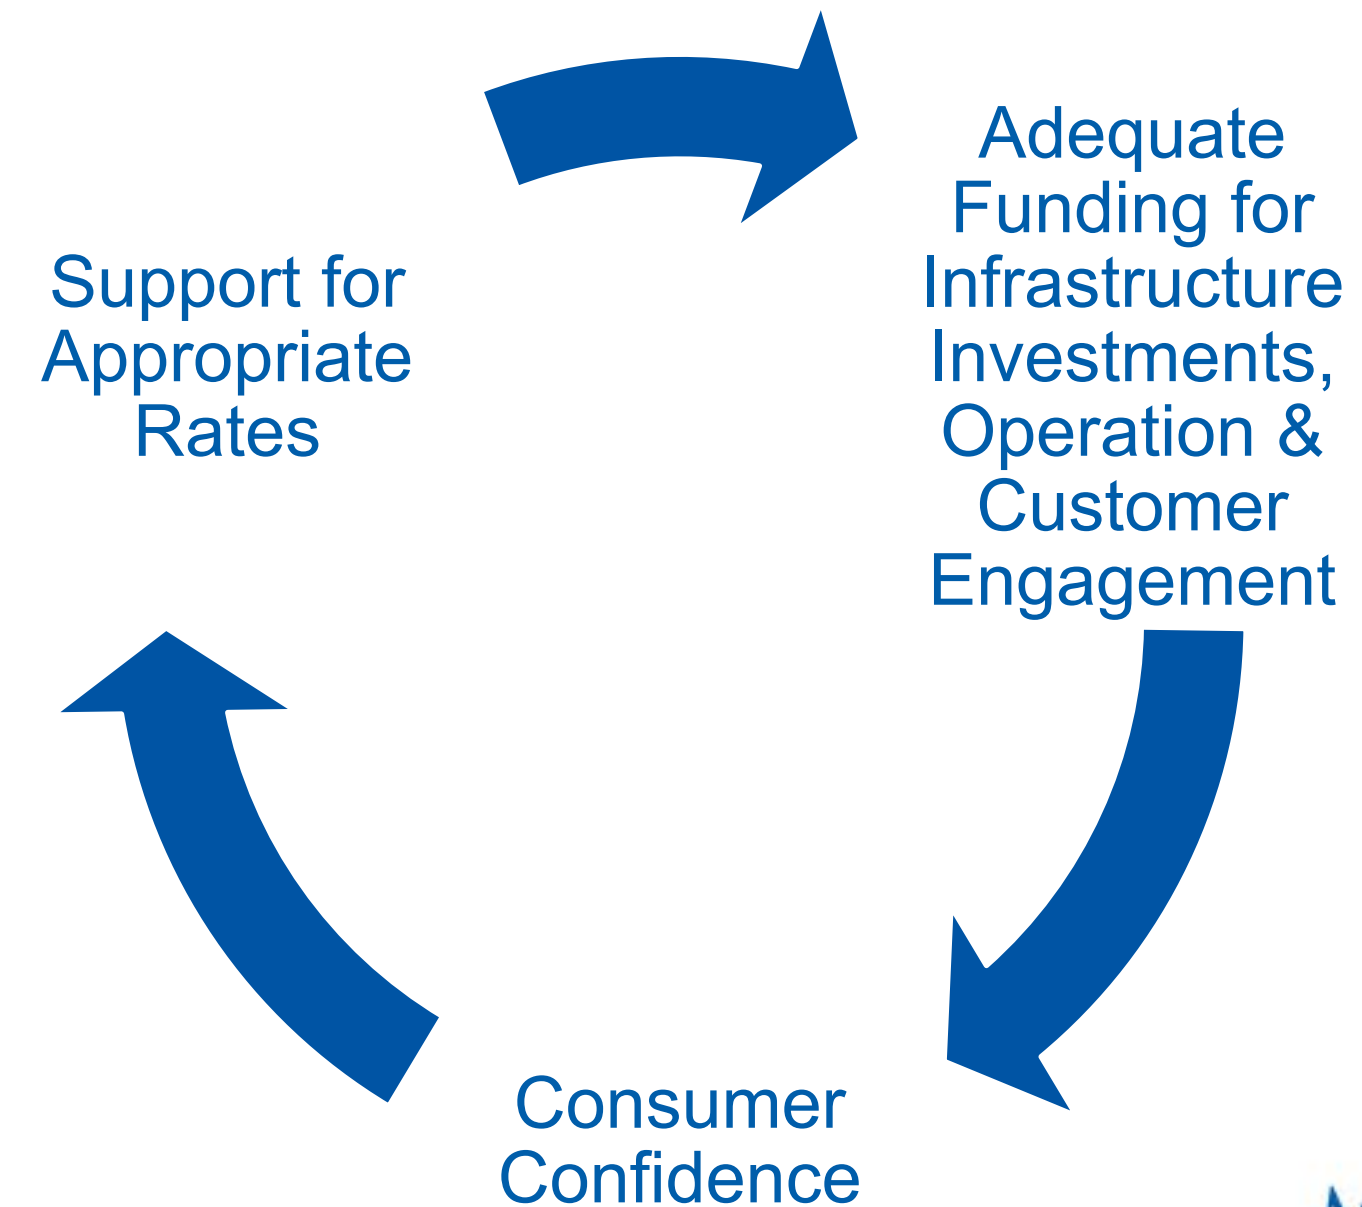 Support for
Appropriate
Rates
Adequate
Funding for
Infrastructure
Investments,
Operation &
Customer
Engagement
Consumer
Confidence